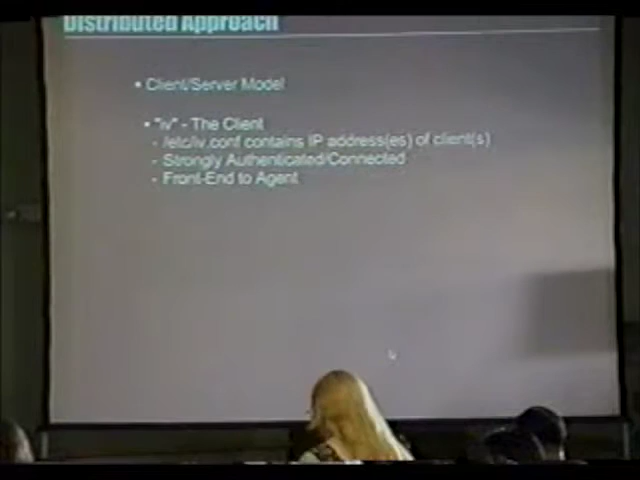 Distributed Approach
• Client/Server Model
• "iv" - The Client
- /etc/iv.conf contains IP address(es) of client(s)
- Strongly Authenticated/Connected
- Front-End to Agent